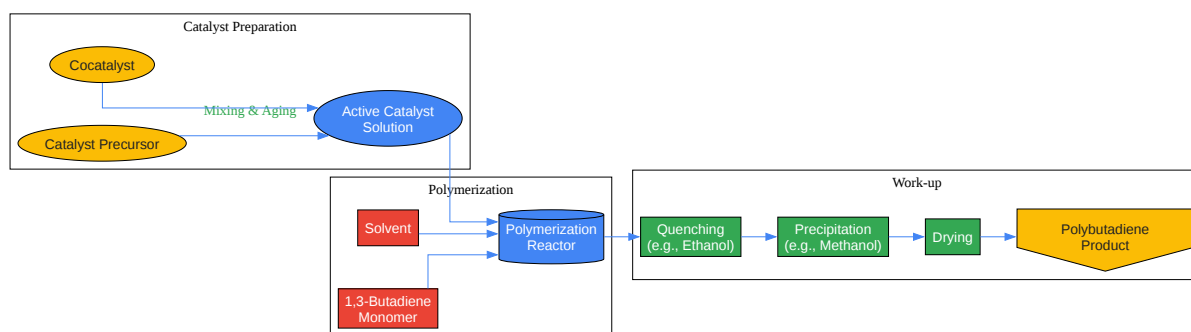 Catalyst Preparation
Cocatalyst
Mixing & Aging
Active Catalyst
Solution
Catalyst Precursor
Polymerization
Solvent
Polymerization
Reactor
1,3-Butadiene
Monomer
Work-up
Quenching
(e.g., Ethanol)
Precipitation
(e.g., Methanol)
Drying
Polybutadiene
Product